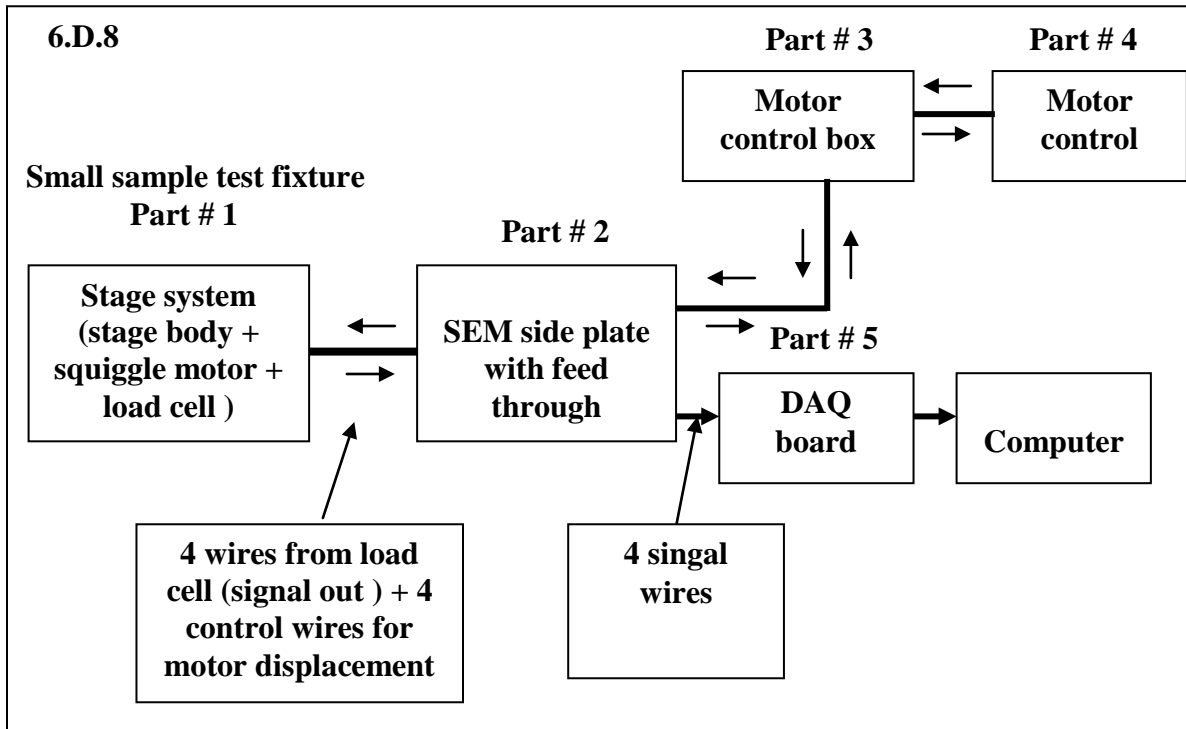 6.D.8
Part # 3
Part # 4
Motor
control box
Motor
control
Small sample test fixture
Part # 1
Part # 2
Stage system
(stage body +
squiggle motor +
load cell )
SEM side plate
with feed
through
Part # 5
DAQ
board
Computer
4 wires from load
cell (signal out ) + 4
control wires for
motor displacement
4 singal
wires